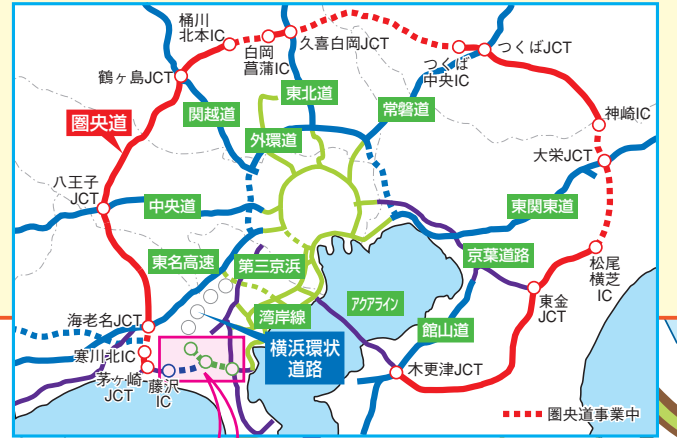 桶川
北本IC
白岡
菖蒲IC
久喜白岡JCT
つくば
中央IC
つくばJCT
鶴ヶ島JCT
関越道
東北道
常磐道
神崎IC
圏央道
外環道
大栄JCT
八王子
JCT
中央道
東関東道
東名高速
第三京浜
京葉道路
松尾
横芝
IC
湾岸線
アクアライン
東金
JCT
海老名JCT
館山道
寒川北IC
横浜環状
道路
茅ヶ崎
JCT
藤沢
IC
木更津JCT
圏央道事業中